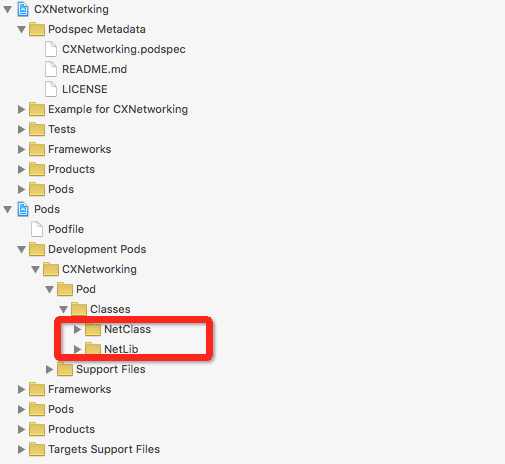 CXNetworking
Podspec Metadata
CXNetworking.podspec
README.md
LICENSE
Example for CXNetworking
Tests
Frameworks
Products
Pods
Pods
Podfile
Development Pods
CXNetworking
Pod
Classes
NetClass
NetLib
Support Files
Frameworks
Pods
Products
Targets Support Files